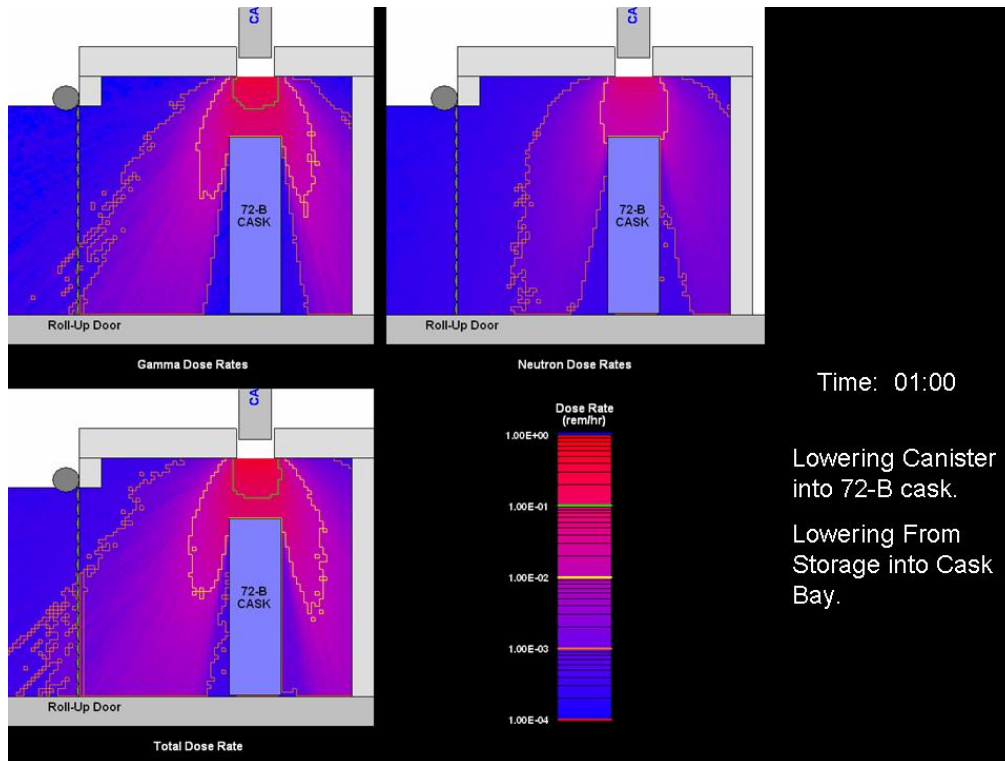 CA
CA
72-B
CASK
72-B
CASK
Roll-Up Door
Roll-Up Door
Gamma Dose Rates
Neutron Dose Rates
Time: 01:00
CA
Dose Rate
(rem/hr)
1.00E+00
Lowering Canister
into 72-B cask.
1.00E-01
Lowering From
Storage into Cask
Bay.
1.00E-02
72-B
CASK
1.00E-03
Roll-Up Door
1.00E-04
Total Dose Rate